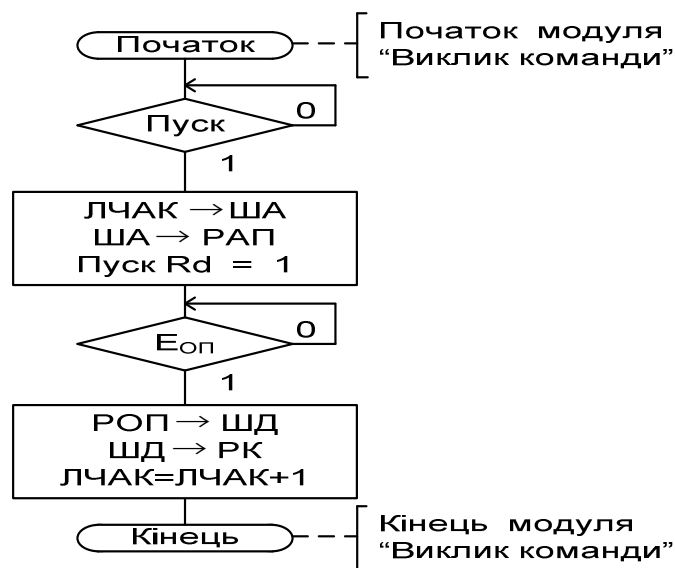 Початок
Початок модуля
“Виклик команди”
0
Пуск
1
ЛЧАК → ША
ША → РАП
Пуск Rd = 1
0
ЕОП
1
РОП → ШД
ШД → РК
ЛЧАК=ЛЧАК+1
Кінець
Кінець модуля
“Виклик команди”